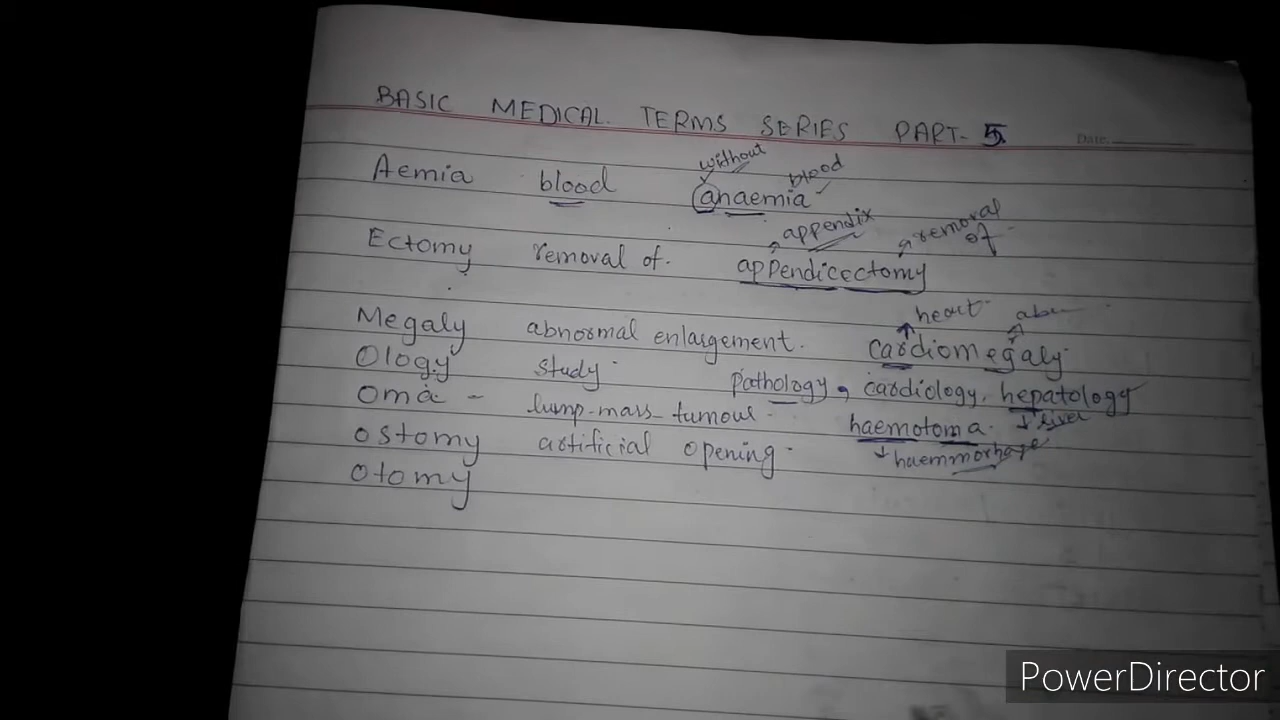 BASIC MEDICAL TERMS SERIES PART-5
DATE
without blood
Aemia blood anaemia
appendix removal of
Ectomy removal of. appendicectomy
heart abn
Megaly abnormal enlargement. cardiomegaly
Ology study pathology, cardiology, hepatology
liver
Oma - lump-mass-tumour haemotoma.
haemmorhage
Ostomy artificial opening.
Otomy
PowerDirector